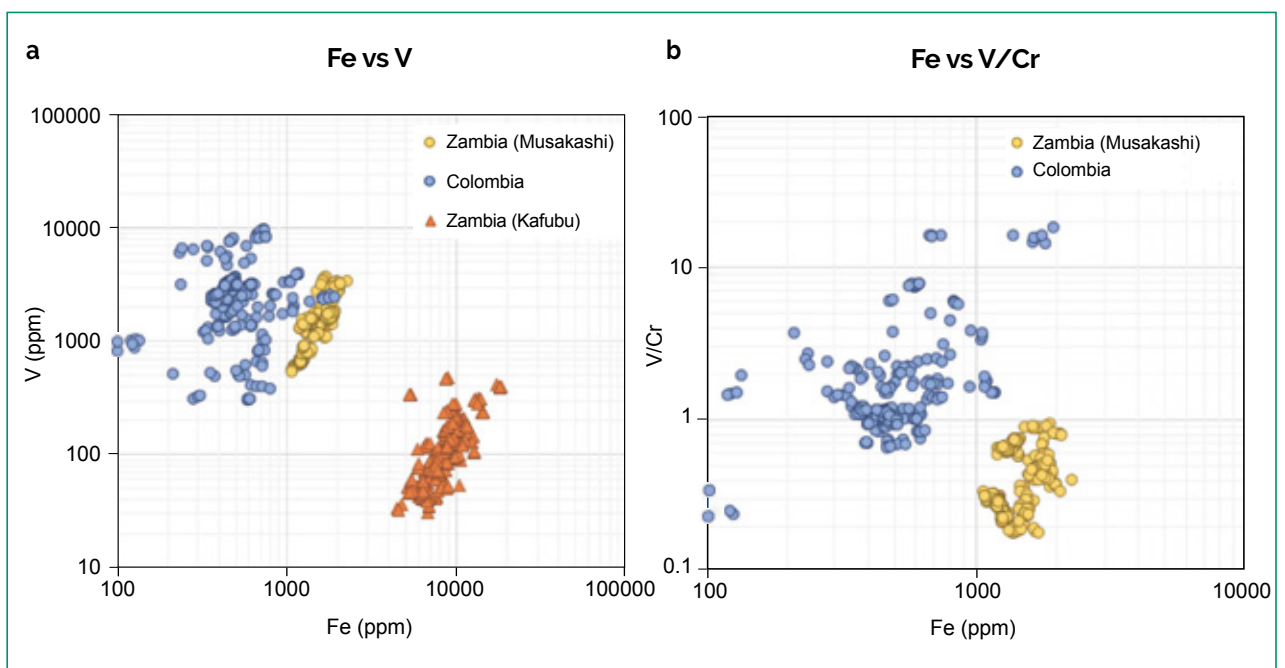 a
Fe vs V
100000
10000
1000
100
10
V (ppm)
Zambia (Musakashi)
Colombia
Zambia (Kafubu)
100
1000
10000
100000
Fe (ppm)
b
Fe vs V/Cr
100
10
1
0.1
V/Cr
Zambia (Musakashi)
Colombia
100
1000
10000
Fe (ppm)